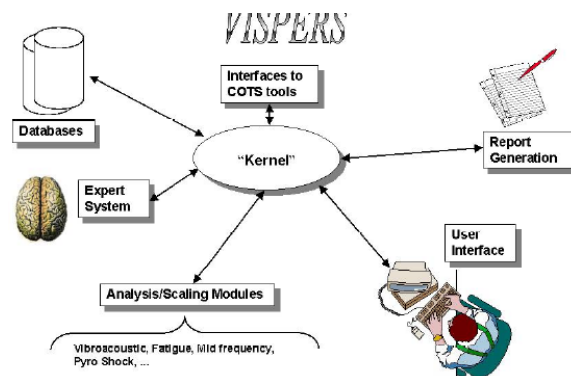 VISPERS
Interfaces to
COTS tools
Databases
"Kernel"
Report
Generation
Expert
System
User
Interface
Analysis/Scaling Modules
Vibroacoustic, Fatigue, Mid frequency,
Pyro Shock, ...